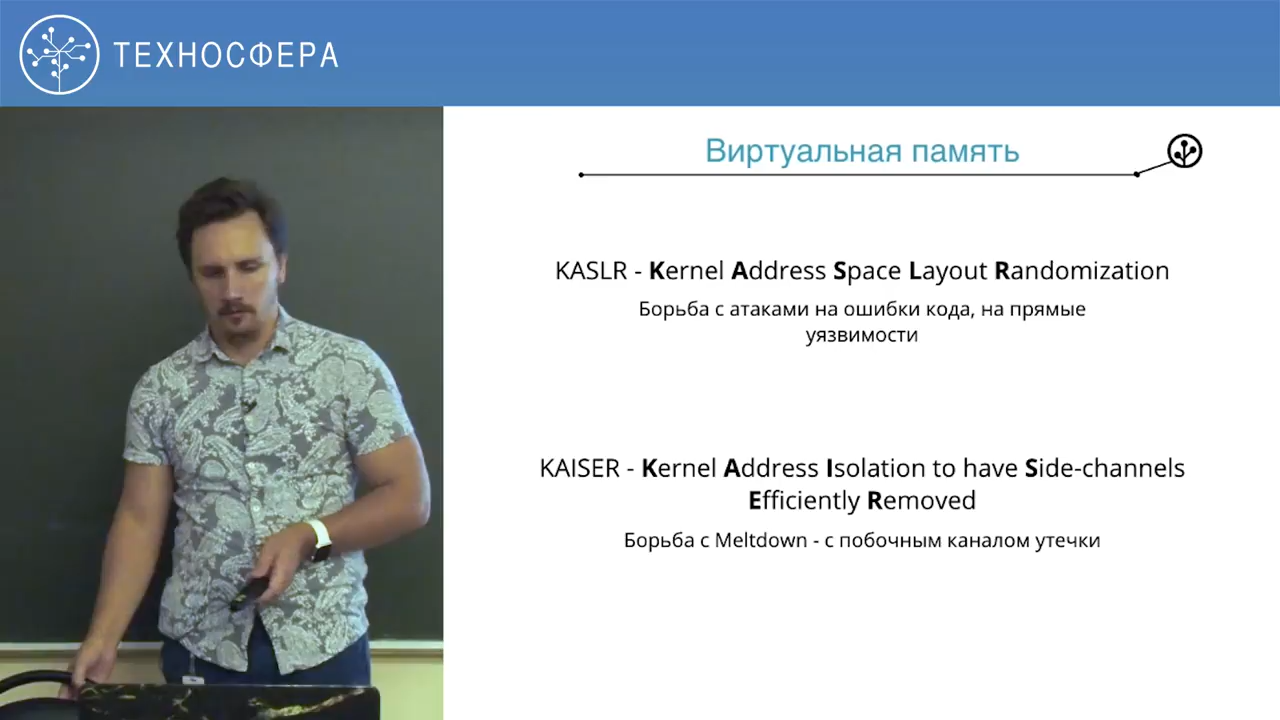 ТЕХНОСФЕРА
Виртуальная память
KASLR - Kernel Address Space Layout Randomization
Борьба с атаками на ошибки кода, на прямые
уязвимости
KAISER - Kernel Address Isolation to have Side-channels
Efficiently Removed
Борьба с Meltdown - с побочным каналом утечки